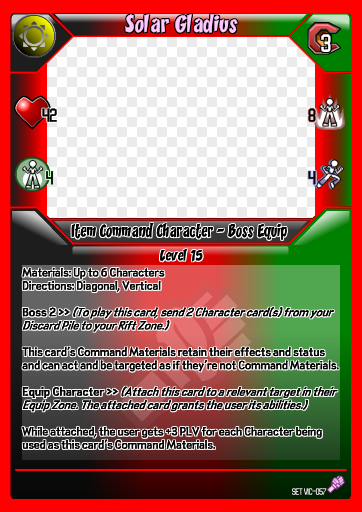 Solar Gladius
3
42
8
4
4
Item Command Character - Boss Equip
Level 15
Materials: Up to 6 Characters
Directions: Diagonal, Vertical
Boss 2 >> (To play this card, send 2 Character card(s) from your
Discard Pile to your Rift Zone.)
This card's Command Materials retain their effects and status
and can act and be targeted as if they're not Command Materials.
Equip Character >> (Attach this card to a relevant target in their
Equip Zone. The attached card grants the user its abilities.)
While attached, the user gets +3 PLV for each Character being
used as this card's Command Materials.
SET VIC-057